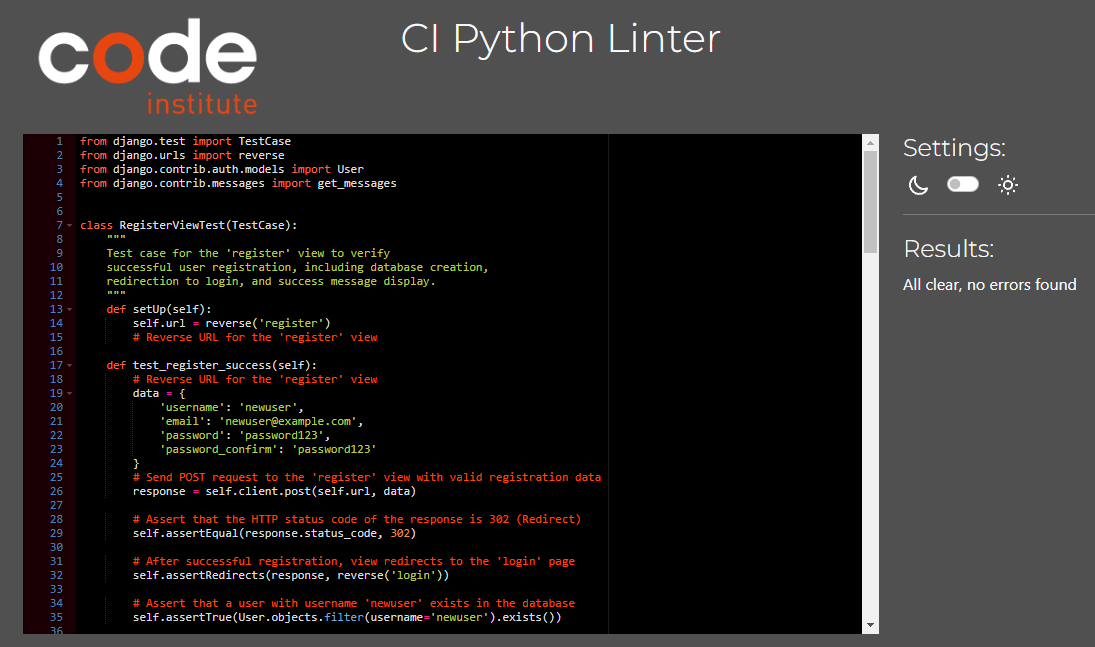 code
institute
CI Python Linter
1 from django.test import TestCase
2 from django.urls import reverse
3 from django.contrib.auth.models import User
4 from django.contrib.messages import get_messages
5
6
7 class RegisterViewTest(TestCase):
8     """
9     Test case for the 'register' view to verify
10     successful user registration, including database creation,
11     redirection to login, and success message display.
12     """
13     def setUp(self):
14         self.url = reverse('register')
15         # Reverse URL for the 'register' view
16
17     def test_register_success(self):
18         # Reverse URL for the 'register' view
19         data = {
20             'username': 'newuser',
21             'email': 'newuser@example.com',
22             'password': 'password123',
23             'password_confirm': 'password123'
24         }
25         # Send POST request to the 'register' view with valid registration data
26         response = self.client.post(self.url, data)
27
28         # Assert that the HTTP status code of the response is 302 (Redirect)
29         self.assertEqual(response.status_code, 302)
30
31         # After successful registration, view redirects to the 'login' page
32         self.assertRedirects(response, reverse('login'))
33
34         # Assert that a user with username 'newuser' exists in the database
35         self.assertTrue(User.objects.filter(username='newuser').exists())
36
Settings:
Results:
All clear, no errors found